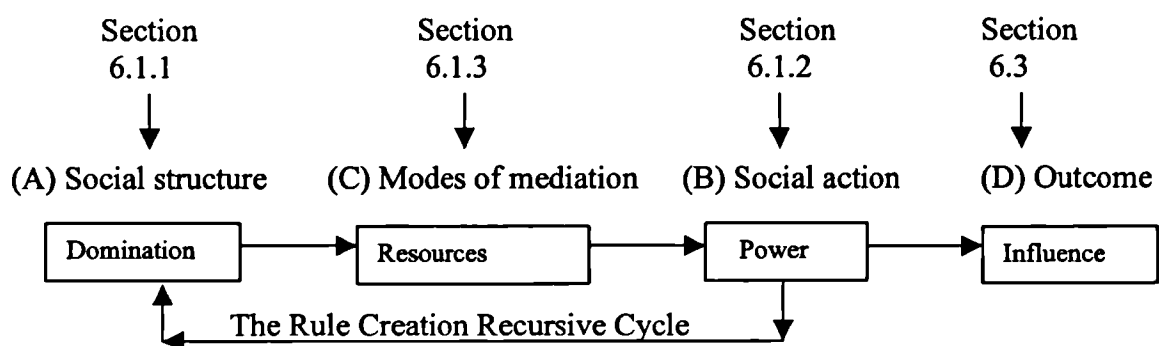 Section Section Section Section
6.1.1 6.1.3 6.1.2 6.3
(A) Social structure (C) Modes of mediation (B) Social action (D) Outcome
Domination Resources Power Influence
The Rule Creation Recursive Cycle